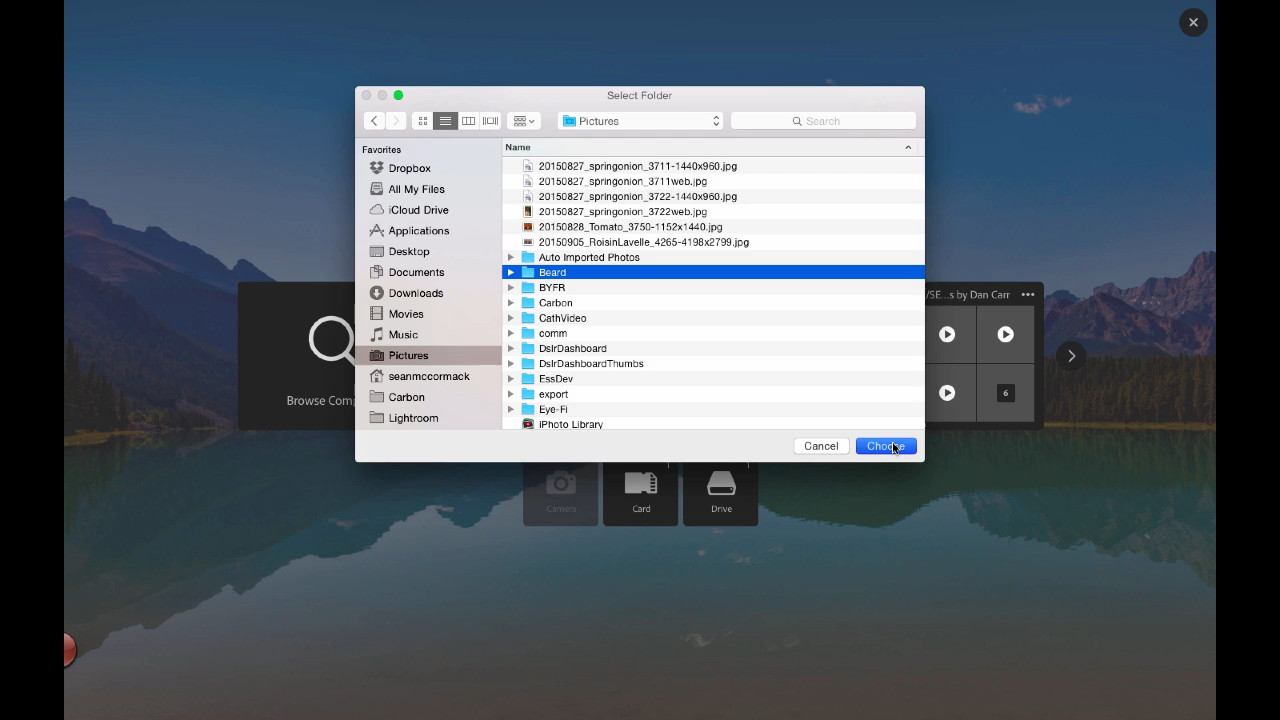 Select Folder
Pictures
Search
Favorites
Dropbox
All My Files
iCloud Drive
Applications
Desktop
Documents
Downloads
Movies
Music
Pictures
seanmccormack
Carbon
Lightroom
Name
20150827_springonion_3711-1440x960.jpg
20150827_springonion_3711web.jpg
20150827_springonion_3722-1440x960.jpg
20150827_springonion_3722web.jpg
20150828_Tomato_3750-1152x1440.jpg
20150905_RoisinLavelle_4265-4198x2799.jpg
Auto Imported Photos
Beard
BYFR
Carbon
CathVideo
comm
DslrDashboard
DslrDashboardThumbs
EssDev
export
Eye-Fi
iPhoto Library
Cancel
Choose
Browse Com
/SE...s by Dan Carr
6
Camera
Card
Drive